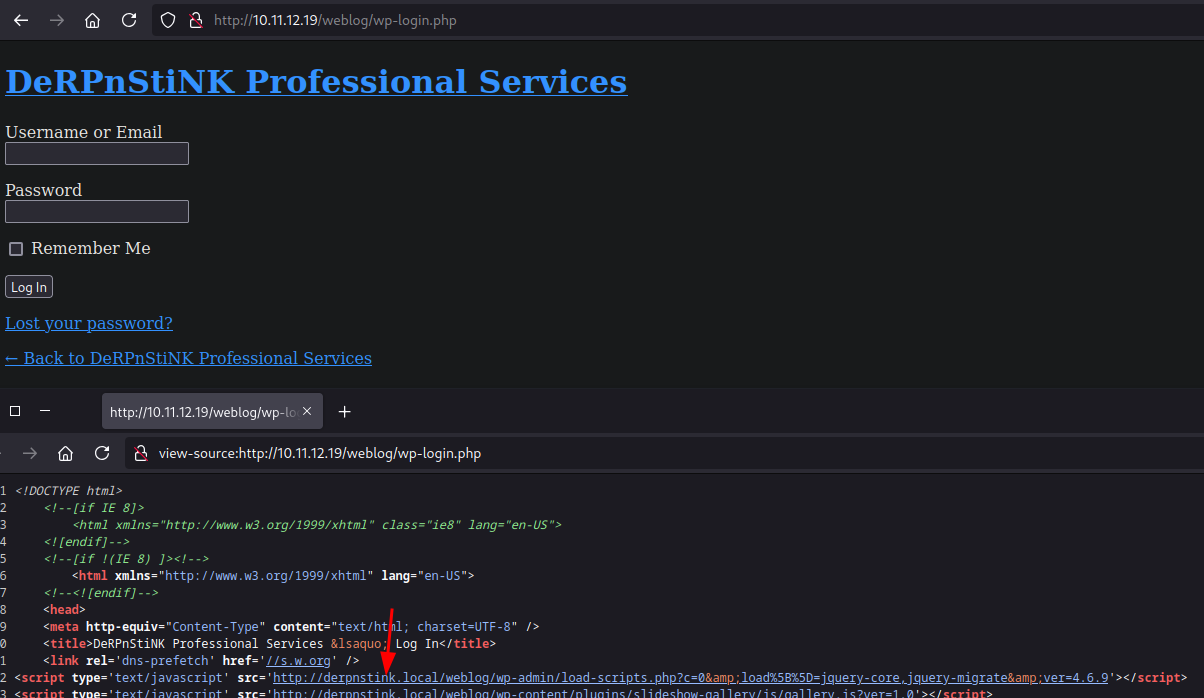 http://10.11.12.19/weblog/wp-login.php
DeRPnStiNK Professional Services
Username or Email
Password
Remember Me
Log In
Lost your password?
← Back to DeRPnStiNK Professional Services
http://10.11.12.19/weblog/wp-lo
view-source:http://10.11.12.19/weblog/wp-login.php
1 <!DOCTYPE html>
2 <!--[if IE 8]>
3 <html xmlns="http://www.w3.org/1999/xhtml" class="ie8" lang="en-US">
4 <![endif]-->
5 <!--[if !(IE 8) ]><!-->
6 <html xmlns="http://www.w3.org/1999/xhtml" lang="en-US">
7 <!--<![endif]-->
8 <head>
9 <meta http-equiv="Content-Type" content="text/html; charset=UTF-8" />
0 <title>DeRPnStiNK Professional Services &lsaquo; Log In</title>
1 <link rel='dns-prefetch' href='//s.w.org' />
2 <script type='text/javascript' src='http://derpnstink.local/weblog/wp-admin/load-scripts.php?c=0&amp;load%5B%5D=jquery-core,jquery-migrate&amp;ver=4.6.9'></script>
3 <script type='text/javascript' src='http://derpnstink.local/weblog/wp-content/plugins/slideshow-gallery/js/gallery.js?ver=1.0'></script>